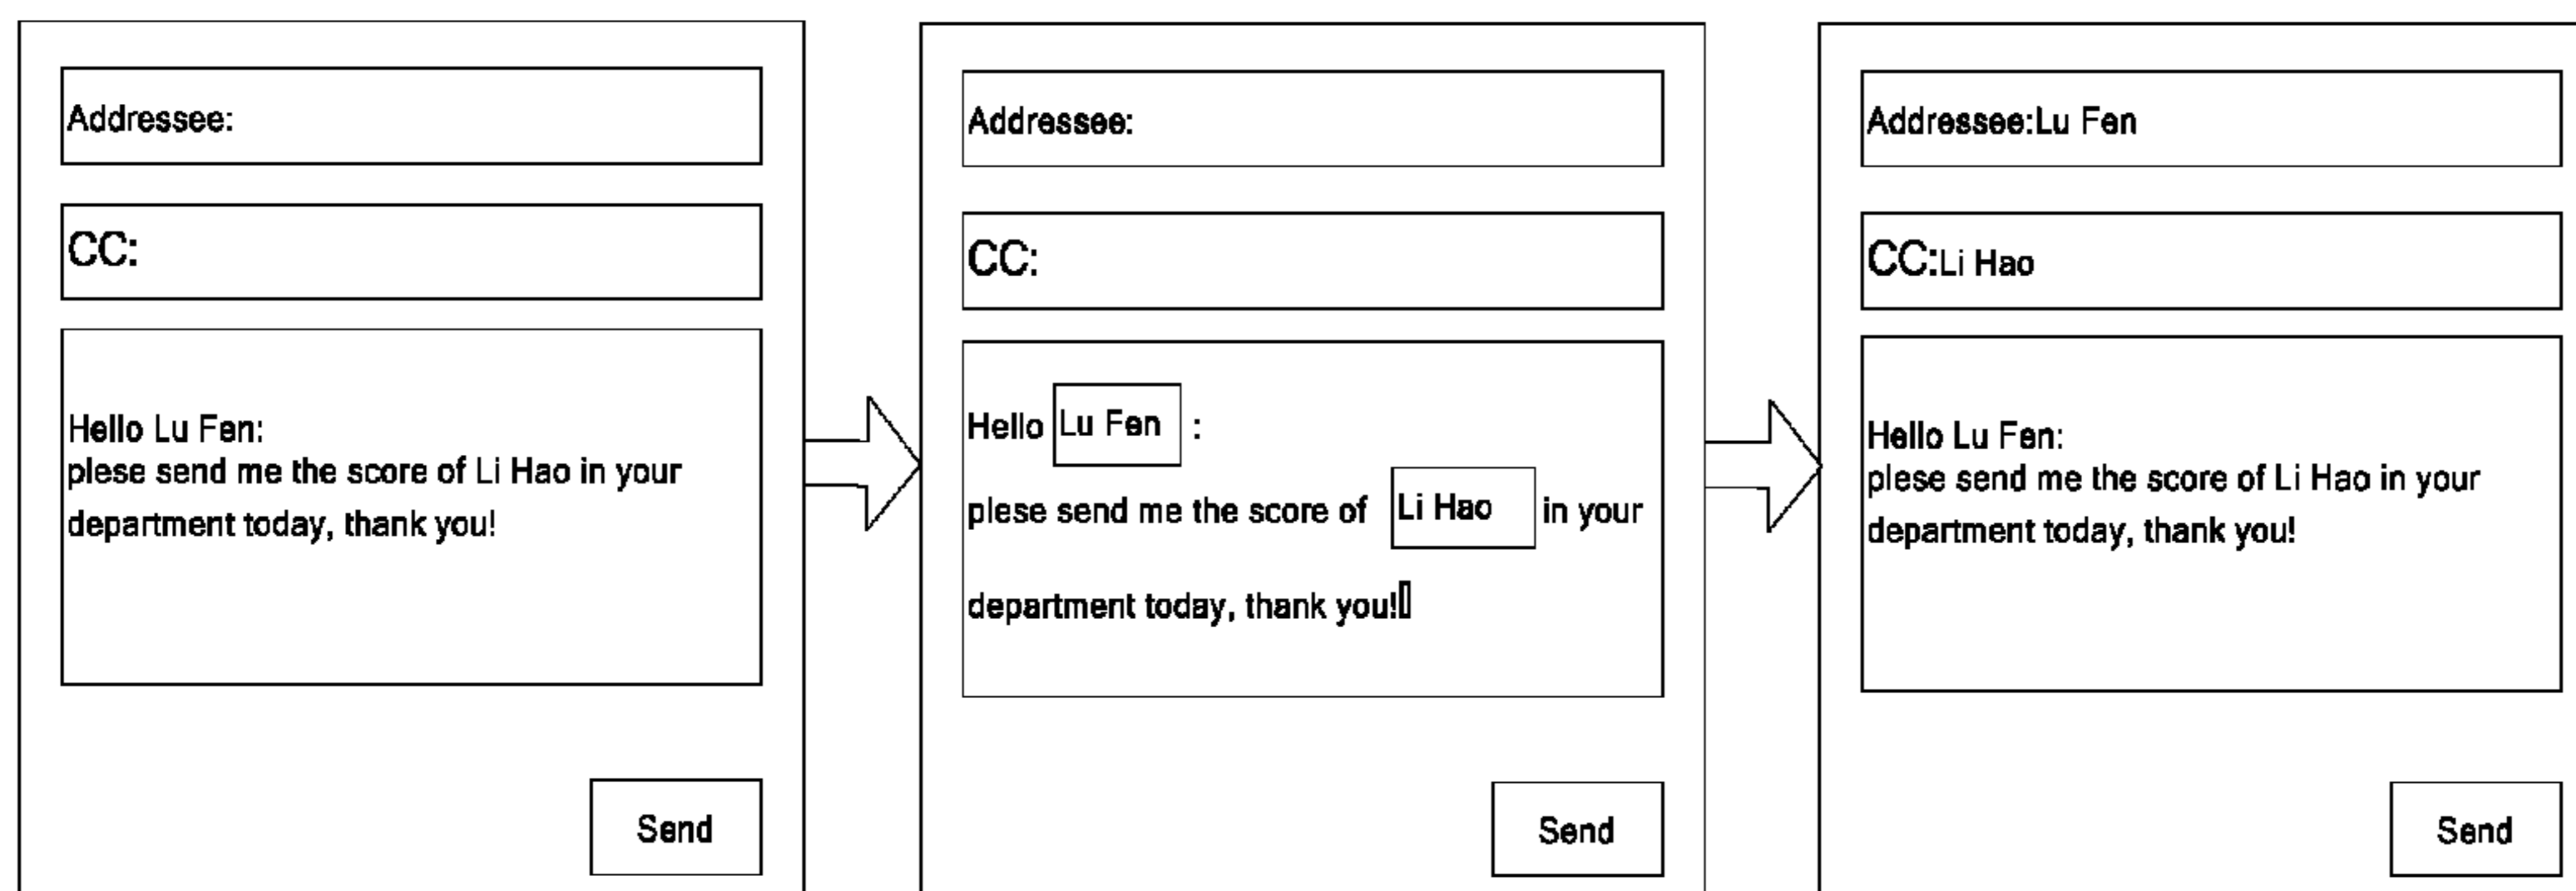 Addressee:
CC:
Hello Lu Fen:
plese send me the score of Li Hao in your
department today, thank you!
Send
Addressee:
CC:
Hello Lu Fen :
plese send me the score of Li Hao in your
department today, thank you!
Send
Addressee:Lu Fen
CC:Li Hao
Hello Lu Fen:
plese send me the score of Li Hao in your
department today, thank you!
Send